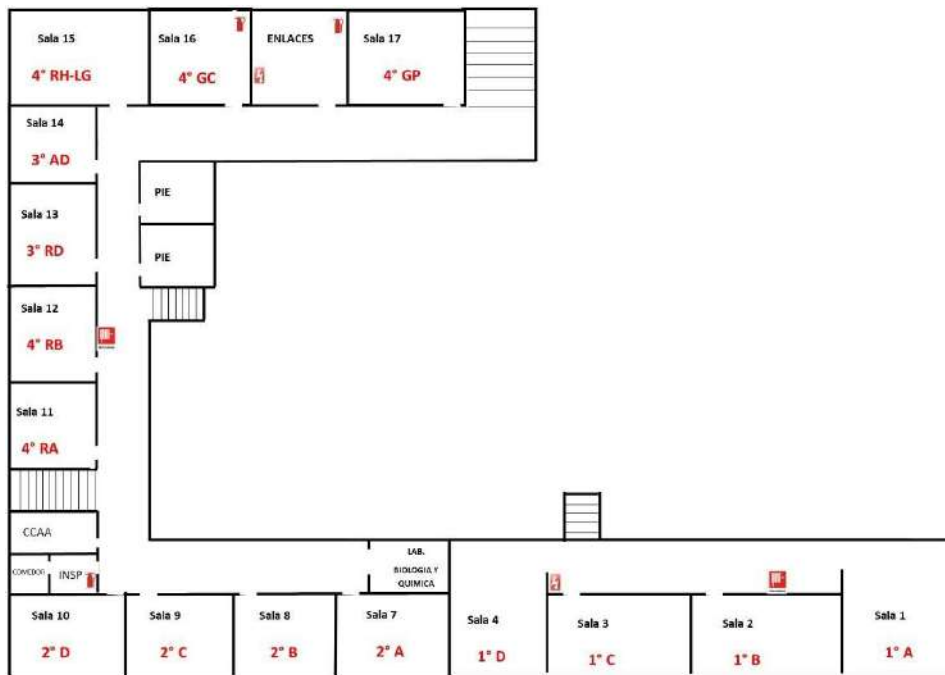 Sala 15
4° RH-LG
Sala 16
4° GC
ENLACES
Sala 17
4° GP
Sala 14
3° AD
PIE
Sala 13
3° RD
PIE
Sala 12
4° RB
Sala 11
4° RA
CCAA
COMEDOR
INSP
LAB.
BIOLOGIA Y
QUIMICA
Sala 10
2° D
Sala 9
2° C
Sala 8
2° B
Sala 7
2° A
Sala 4
1° D
Sala 3
1° C
Sala 2
1° B
Sala 1
1° A